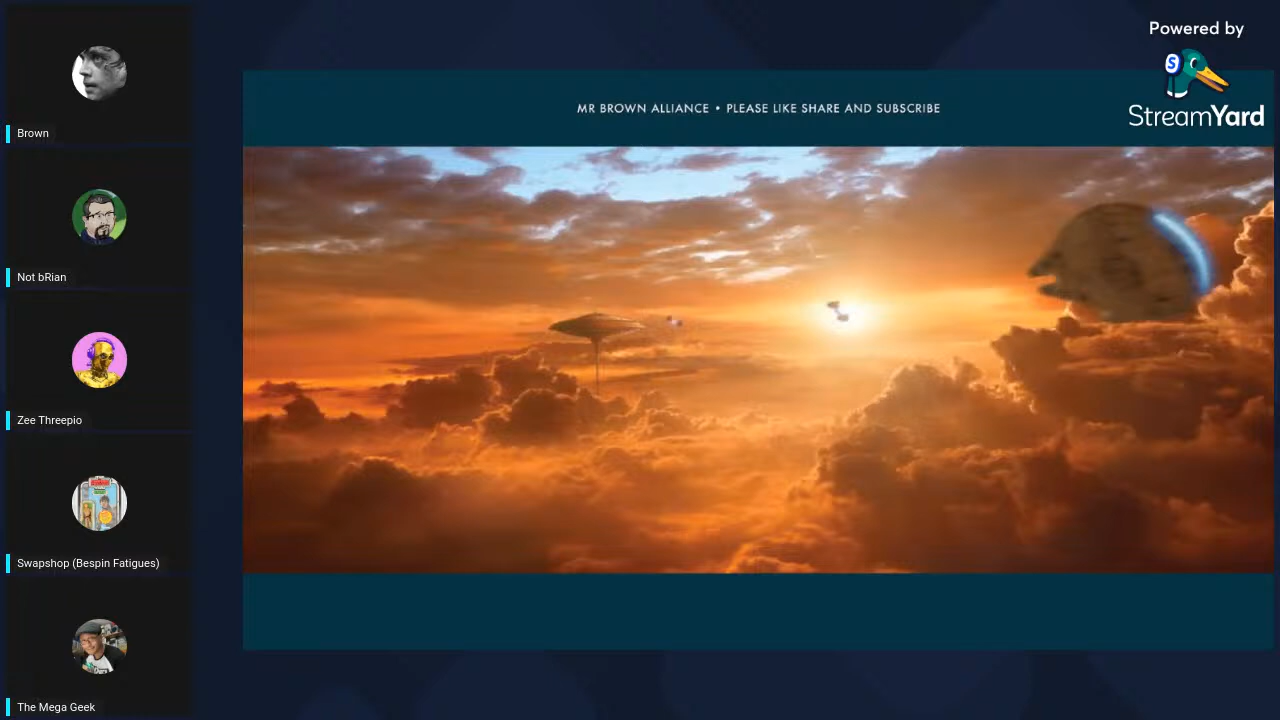 Powered by
StreamYard
MR BROWN ALLIANCE • PLEASE LIKE SHARE AND SUBSCRIBE
Brown
Not bRian
Zee Threepio
Swapshop (Bespin Fatigues)
The Mega Geek